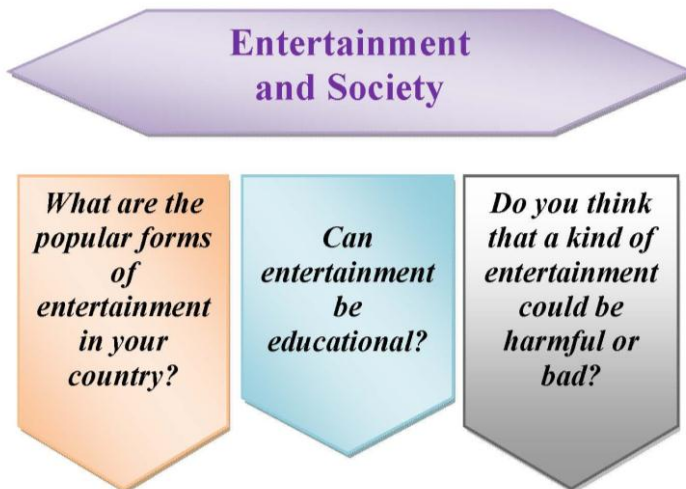 Entertainment
and Society
What are the
popular forms
of
entertainment
in your
country?
Can
entertainment
be
educational?
Do you think
that a kind of
entertainment
could be
harmful or
bad?